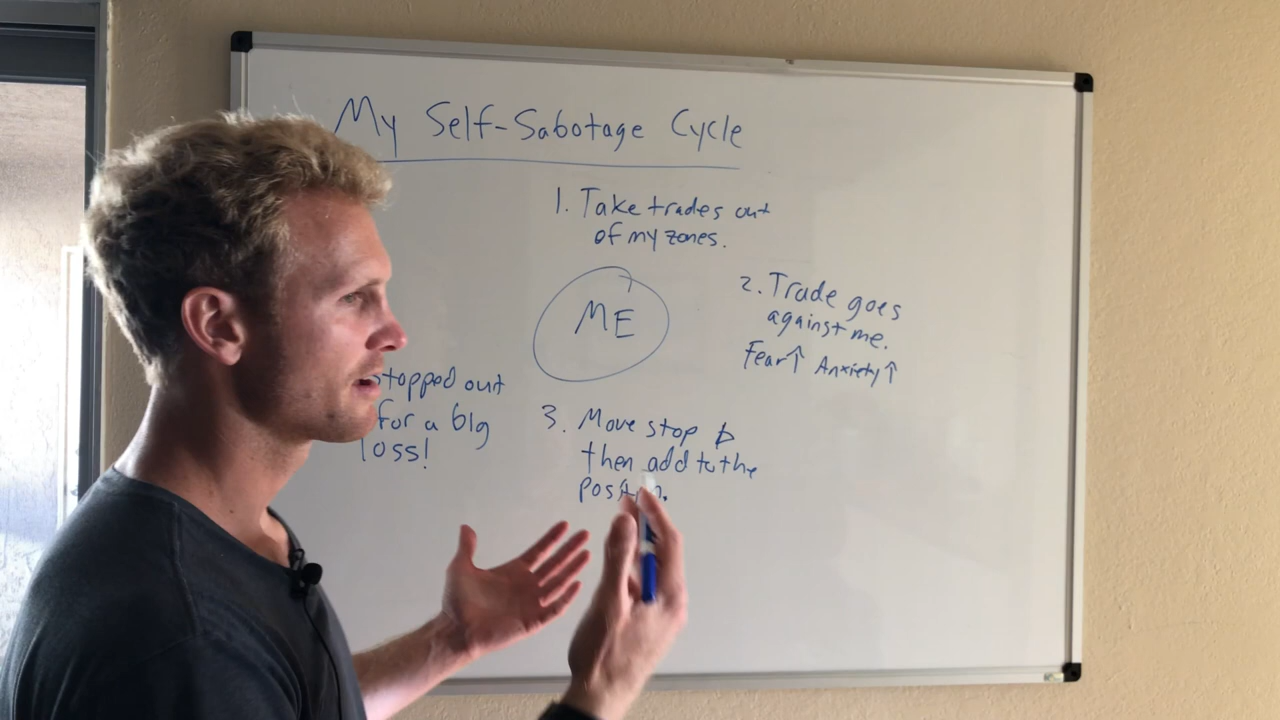 My Self-Sabotage Cycle
1. Take trades out
of my zones.
ME
2. Trade goes
against me.
Fear↑ Anxiety↑
3. Move stop &
then add to the
position.
stopped out
for a big
loss!